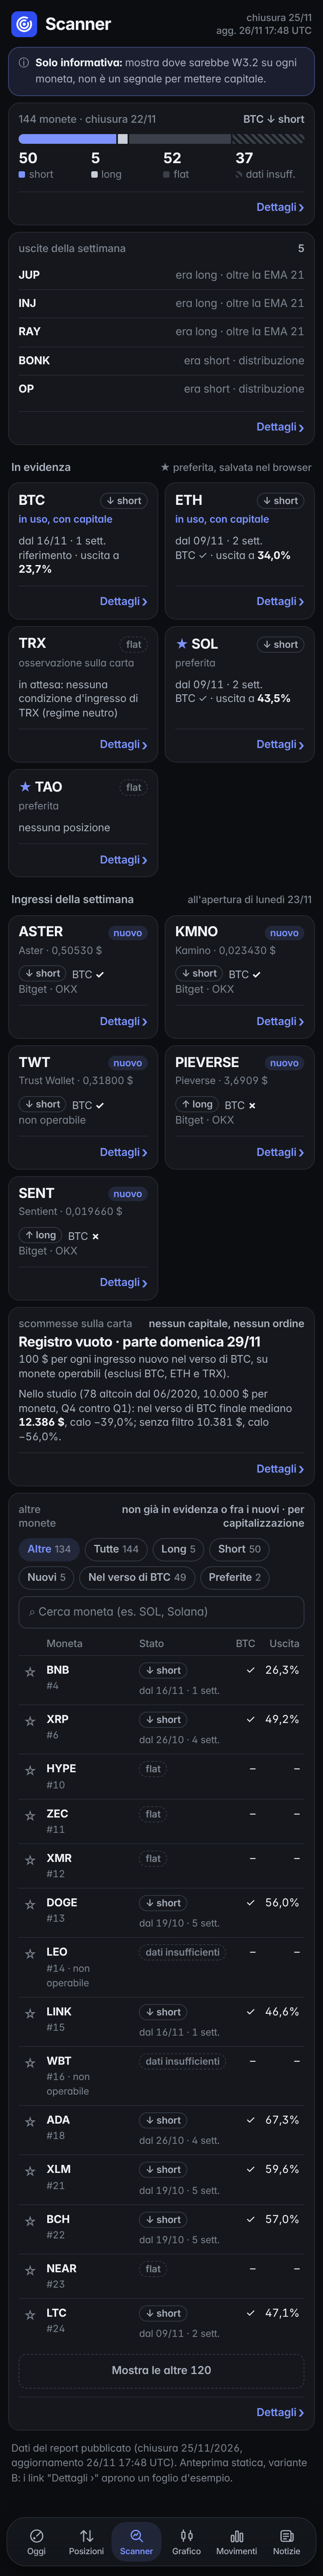 Scanner
chiusura 25/11
agg. 26/11 17:48 UTC
ⓘ Solo informativa: mostra dove sarebbe W3.2 su ogni
moneta, non è un segnale per mettere capitale.
144 monete · chiusura 22/11
BTC ↓ short
50 5 52 37
short long flat dati insuff.
Dettagli ›
uscite della settimana 5
JUP era long · oltre la EMA 21
INJ era long · oltre la EMA 21
RAY era long · oltre la EMA 21
BONK era short · distribuzione
OP era short · distribuzione
Dettagli ›
In evidenza ★ preferita, salvata nel browser
BTC ↓ short
in uso, con capitale
dal 16/11 · 1 sett.
riferimento · uscita a
23,7%
Dettagli ›
ETH ↓ short
in uso, con capitale
dal 09/11 · 2 sett.
BTC ✓ · uscita a 34,0%
Dettagli ›
TRX flat
osservazione sulla carta
in attesa: nessuna
condizione d'ingresso di
TRX (regime neutro)
Dettagli ›
★ SOL ↓ short
preferita
dal 09/11 · 2 sett.
BTC ✓ · uscita a 43,5%
Dettagli ›
★ TAO flat
preferita
nessuna posizione
Dettagli ›
Ingressi della settimana all'apertura di lunedì 23/11
ASTER nuovo
Aster · 0,50530 $
↓ short BTC ✓
Bitget · OKX
Dettagli ›
KMNO nuovo
Kamino · 0,023430 $
↓ short BTC ✓
Bitget · OKX
Dettagli ›
TWT nuovo
Trust Wallet · 0,31800 $
↓ short BTC ✓
non operabile
Dettagli ›
PIEVERSE nuovo
Pieverse · 3,6909 $
↑ long BTC ×
Bitget · OKX
Dettagli ›
SENT nuovo
Sentient · 0,019660 $
↑ long BTC ×
Bitget · OKX
Dettagli ›
scommesse sulla carta nessun capitale, nessun ordine
Registro vuoto · parte domenica 29/11
100 $ per ogni ingresso nuovo nel verso di BTC, su
monete operabili (esclusi BTC, ETH e TRX).
Nello studio (78 altcoin dal 06/2020, 10.000 $ per
moneta, Q4 contro Q1): nel verso di BTC finale mediano
12.386 $, calo −39,0%; senza filtro 10.381 $, calo
−56,0%.
Dettagli ›
altre
monete
non già in evidenza o fra i nuovi · per
capitalizzazione
Altre 134 Tutte 144 Long 5 Short 50
Nuovi 5 Nel verso di BTC 49 Preferite 2
⌕ Cerca moneta (es. SOL, Solana)
Moneta Stato BTC Uscita
☆ BNB ↓ short ✓ 26,3%
#4 dal 16/11 · 1 sett.
☆ XRP ↓ short ✓ 49,2%
#6 dal 26/10 · 4 sett.
☆ HYPE flat – –
#10
☆ ZEC flat – –
#11
☆ XMR flat – –
#12
☆ DOGE ↓ short ✓ 56,0%
#13 dal 19/10 · 5 sett.
☆ LEO dati insufficienti – –
#14 · non
operabile
☆ LINK ↓ short ✓ 46,6%
#15 dal 16/11 · 1 sett.
☆ WBT dati insufficienti – –
#16 · non
operabile
☆ ADA ↓ short ✓ 67,3%
#18 dal 26/10 · 4 sett.
☆ XLM ↓ short ✓ 59,6%
#21 dal 19/10 · 5 sett.
☆ BCH ↓ short ✓ 57,0%
#22 dal 19/10 · 5 sett.
☆ NEAR flat – –
#23
☆ LTC ↓ short ✓ 47,1%
#24 dal 09/11 · 2 sett.
Mostra le altre 120
Dettagli ›
Dati del report pubblicato (chiusura 25/11/2026,
aggiornamento 26/11 17:48 UTC). Anteprima statica, variante
B: i link "Dettagli ›" aprono un foglio d'esempio.
Oggi Posizioni Scanner Grafico Movimenti Notizie